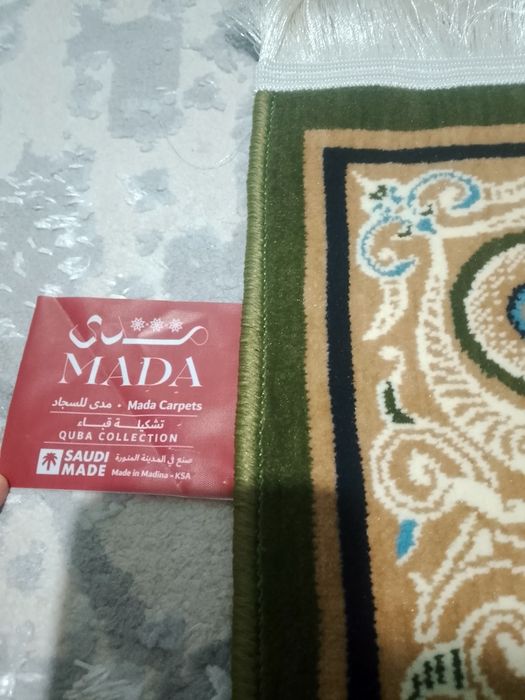 مدى
MADA
مدى للسجاد • Mada Carpets
تشكيلة قباء
QUBA COLLECTION
SAUDI MADE
صنع في المدينة المنورة
Made in Madina - KSA